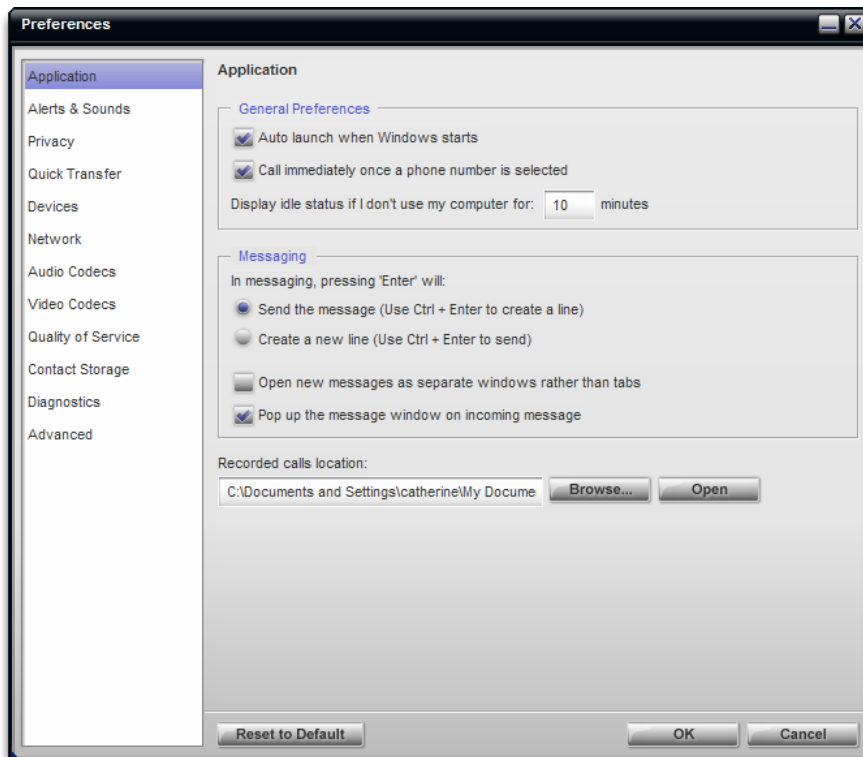 Preferences
Application
Alerts & Sounds
Privacy
Quick Transfer
Devices
Network
Audio Codecs
Video Codecs
Quality of Service
Contact Storage
Diagnostics
Advanced
Application
General Preferences
Auto launch when Windows starts
Call immediately once a phone number is selected
Display idle status if I don't use my computer for: 10 minutes
Messaging
In messaging, pressing 'Enter' will:
Send the message (Use Ctrl + Enter to create a line)
Create a new line (Use Ctrl + Enter to send)
Open new messages as separate windows rather than tabs
Pop up the message window on incoming message
Recorded calls location:
C:\Documents and Settings\catherine\My Docume Browse... Open
Reset to Default OK Cancel